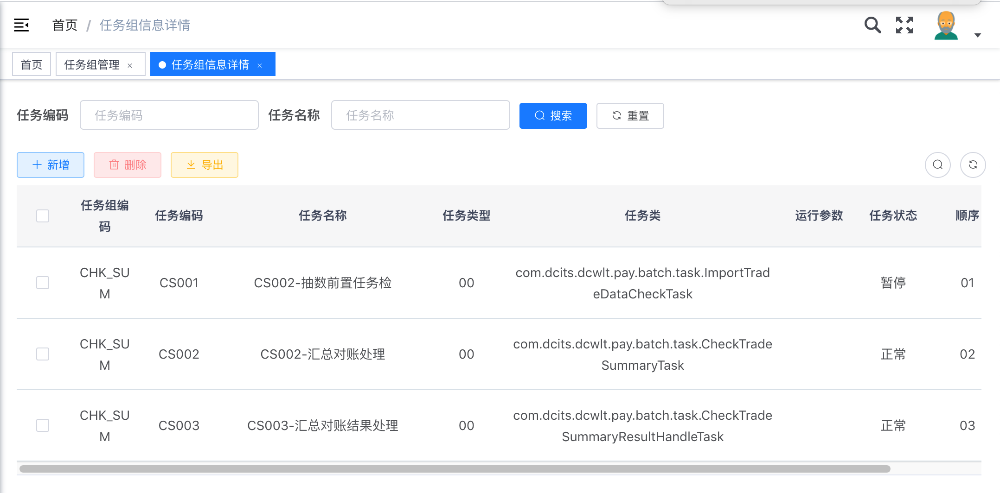 首页 / 任务组信息详情
首页 任务组管理 × 任务组信息详情 ×
任务编码 任务编码 任务名称 任务名称 搜索 重置
新增 删除 导出
任务组编码 任务编码 任务名称 任务类型 任务类 运行参数 任务状态 顺序
CHK_SUM CS001 CS002-抽数前置任务检 00 com.dcits.dcwlt.pay.batch.task.ImportTradeDataCheckTask 暂停 01
CHK_SUM CS002 CS002-汇总对账处理 00 com.dcits.dcwlt.pay.batch.task.CheckTradeSummaryTask 正常 02
CHK_SUM CS003 CS003-汇总对账结果处理 00 com.dcits.dcwlt.pay.batch.task.CheckTradeSummaryResultHandleTask 正常 03